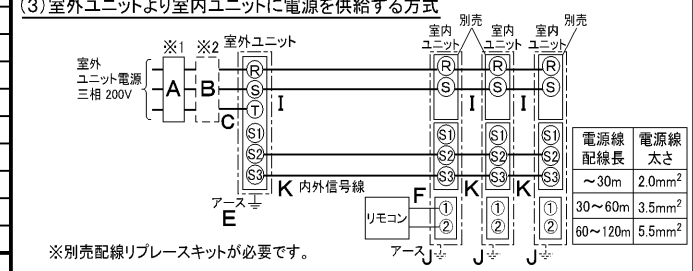 (3)室外ユニットより室内ユニットに電源を供給する方式
※1 ※2 室外ユニット
室内ユニット 別売 室内ユニット 室内ユニット 別売
室外
ユニット電源
三相 200V
A B C
R S T S1 S2 S3
I I I
R S S1 S2 S3 ① ②
R S S1 S2 S3 ① ②
R S S1 S2 S3 ① ②
K 内外信号線 K K
アース E
F
リモコン
アース J J J
※別売配線リプレースキットが必要です。
電源線配線長 電源線太さ
～30m 2.0mm²
30～60m 3.5mm²
60～120m 5.5mm²